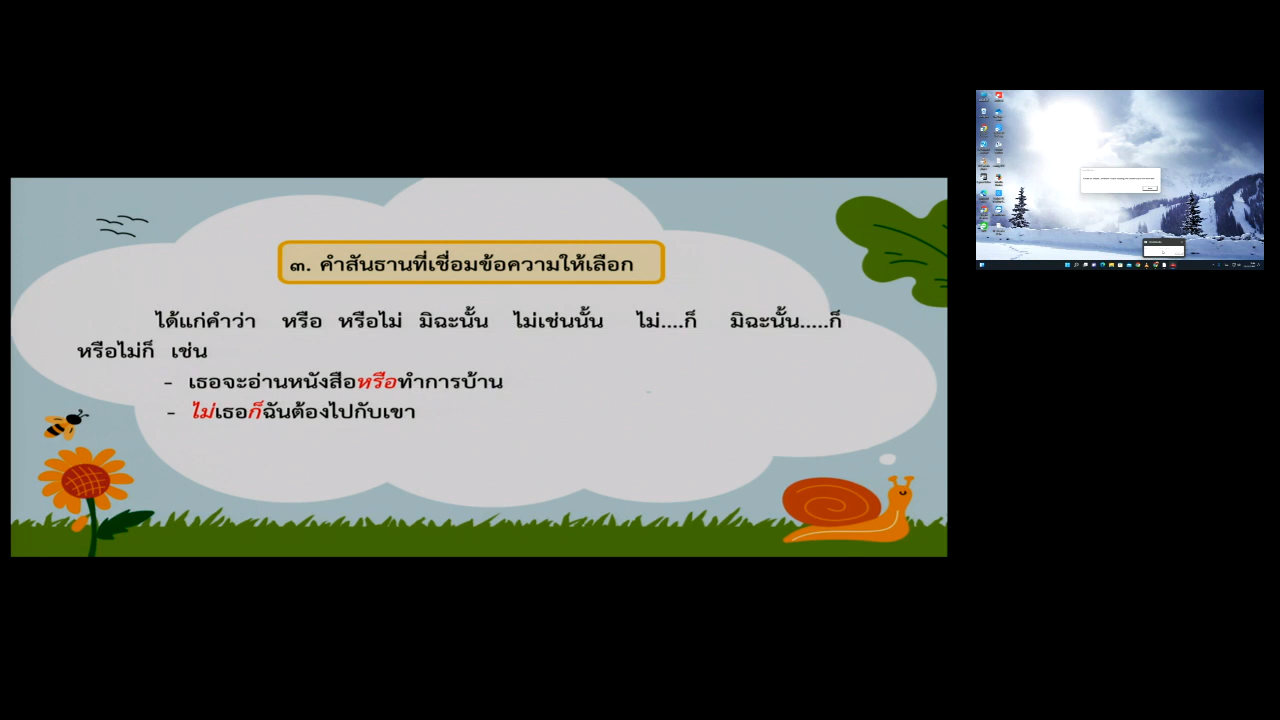 ๓. คำสันธานที่เชื่อมข้อความให้เลือก
ได้แก่คำว่า หรือ หรือไม่ มิฉะนั้น ไม่เช่นนั้น ไม่....ก็ มิฉะนั้น.....ก็
หรือไม่ก็ เช่น
- เธอจะอ่านหนังสือหรือทำการบ้าน
- ไม่เธอก็ฉันต้องไปกับเขา